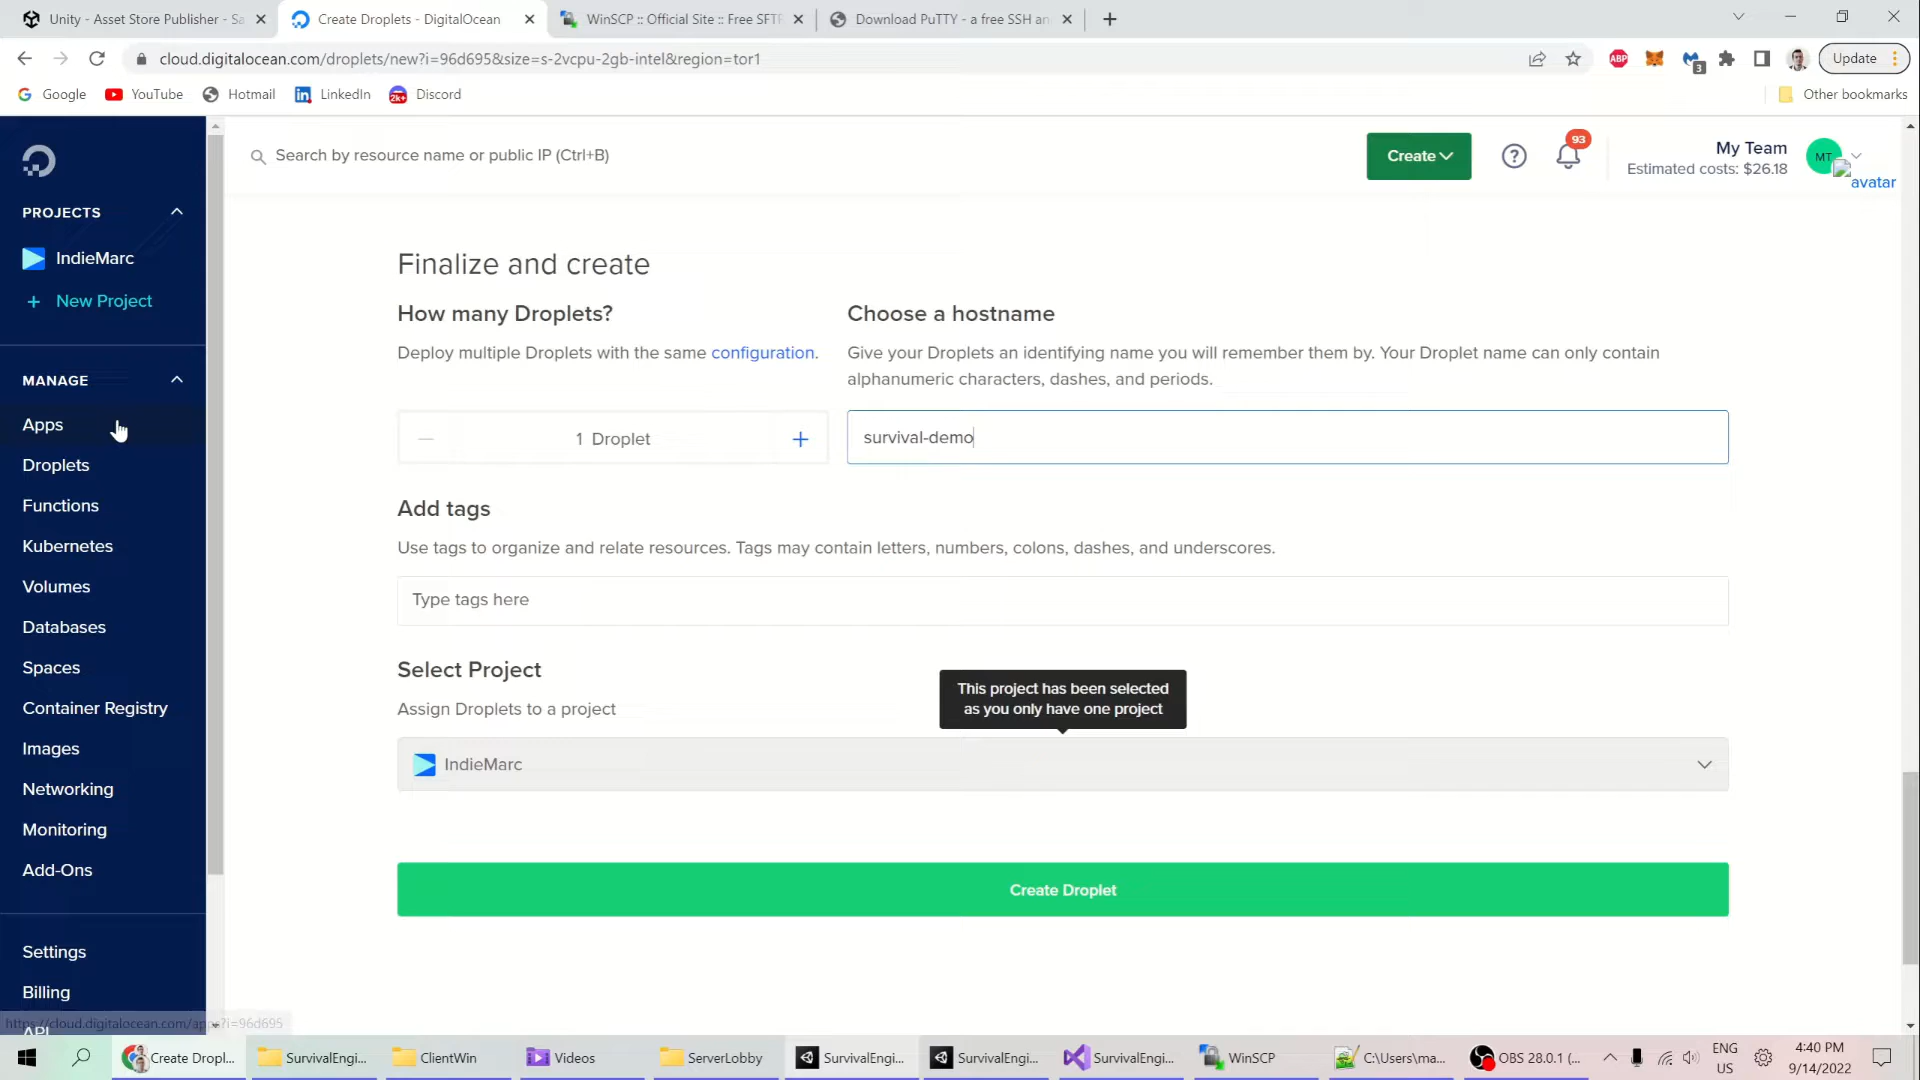 Unity - Asset Store Publisher - Sa
Create Droplets - DigitalOcean
WinSCP :: Official Site :: Free SFTP
Download PuTTY - a free SSH an
cloud.digitalocean.com/droplets/new?i=96d695&size=s-2vcpu-2gb-intel&region=tor1
ABP
3
Update
Google
YouTube
Hotmail
LinkedIn
2k+
Discord
Other bookmarks
Search by resource name or public IP (Ctrl+B)
Create
93
My Team
Estimated costs: $26.18
MT
avatar
PROJECTS
IndieMarc
+ New Project
MANAGE
Apps
Droplets
Functions
Kubernetes
Volumes
Databases
Spaces
Container Registry
Images
Networking
Monitoring
Add-Ons
Settings
Billing
API
https://cloud.digitalocean.com/apps?i=96d695
Finalize and create
How many Droplets?
Deploy multiple Droplets with the same configuration.
1 Droplet
Choose a hostname
Give your Droplets an identifying name you will remember them by. Your Droplet name can only contain
alphanumeric characters, dashes, and periods.
survival-demo
Add tags
Use tags to organize and relate resources. Tags may contain letters, numbers, colons, dashes, and underscores.
Type tags here
Select Project
Assign Droplets to a project
This project has been selected
as you only have one project
IndieMarc
Create Droplet
Create Dropl...
SurvivalEngi...
ClientWin
Videos
ServerLobby
SurvivalEngi...
SurvivalEngi...
SurvivalEngi...
WinSCP
C:\Users\ma...
OBS 28.0.1 (...
ENG
US
4:40 PM
9/14/2022